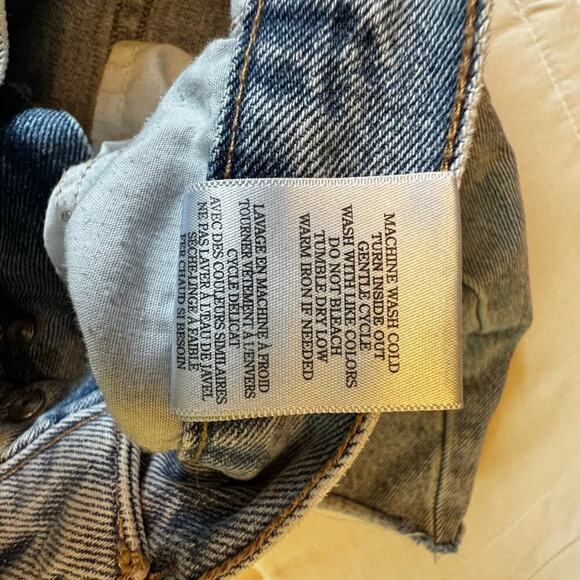 MACHINE WASH COLD
TURN INSIDE OUT
GENTLE CYCLE
WASH WITH LIKE COLORS
DO NOT BLEACH
TUMBLE DRY LOW
WARM IRON IF NEEDED
LAVAGE EN MACHINE À FROID
TOURNER VÊTEMENT À L'ENVERS
CYCLE DÉLICAT
AVEC DES COULEURS SIMILAIRES
NE PAS LAVER À L'EAU DE JAVEL
SÈCHE-LINGE À FAIBLE
FER CHAUD SI BESOIN